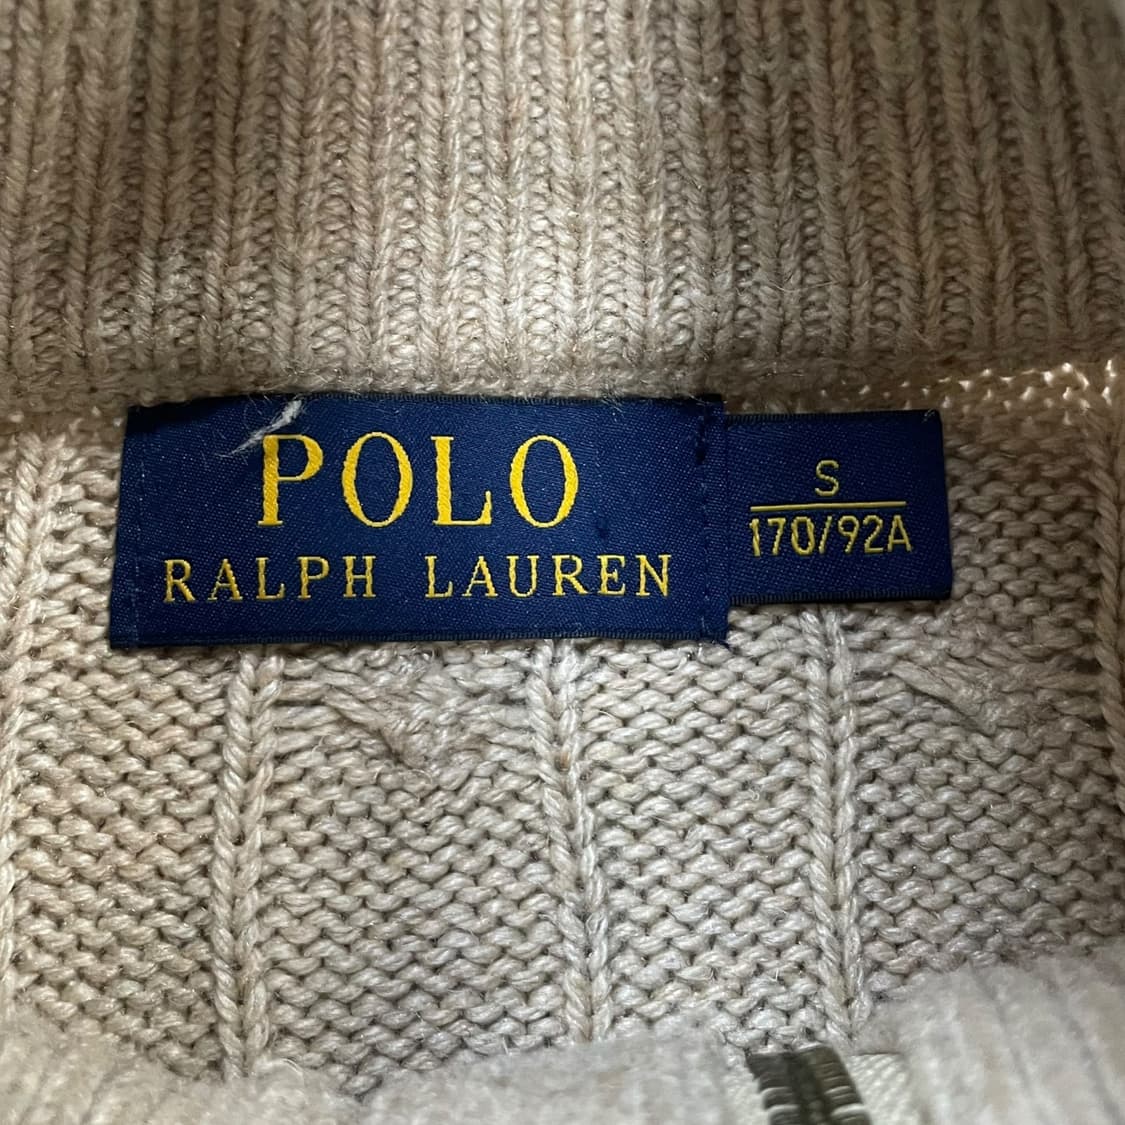 POLO
RALPH LAUREN
S
170/92A